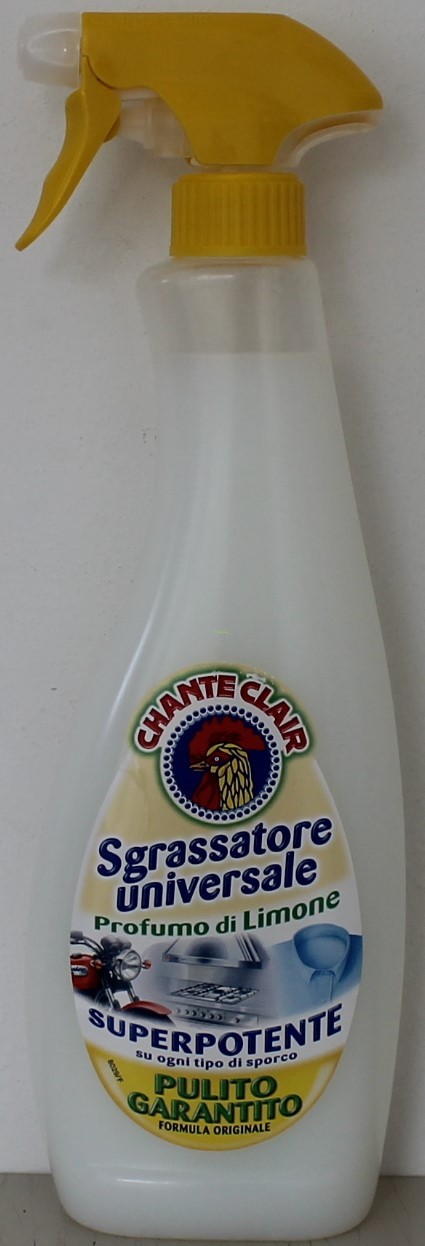 CHANTE CLAIR
Sgrassatore
universale
Profumo di Limone
SUPERPOTENTE
su ogni tipo di sporco
PULITO
GARANTITO
FORMULA ORIGINALE